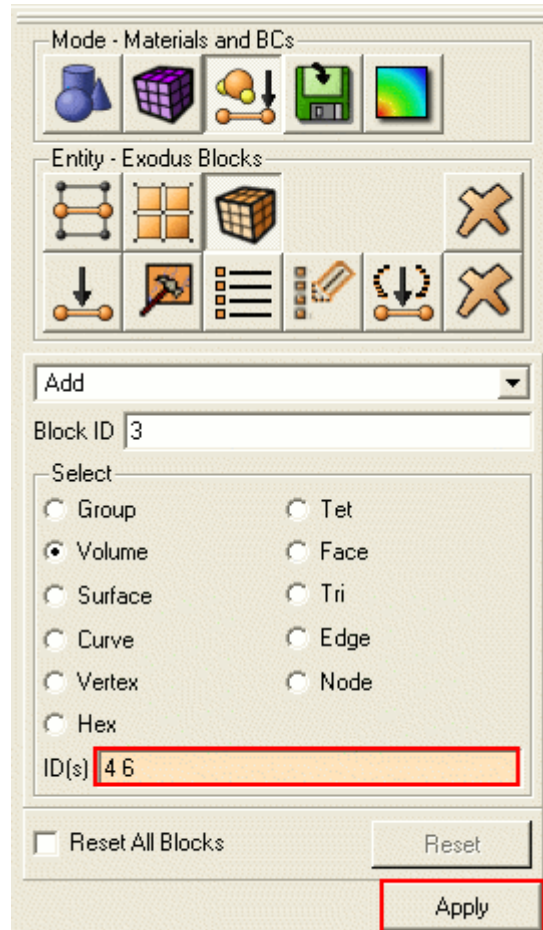 Mode - Materials and BCs
Entity - Exodus Blocks
Add
Block ID 3
Select
Group Tet
Volume Face
Surface Tri
Curve Edge
Vertex Node
Hex
ID(s) 4 6
Reset All Blocks Reset
Apply